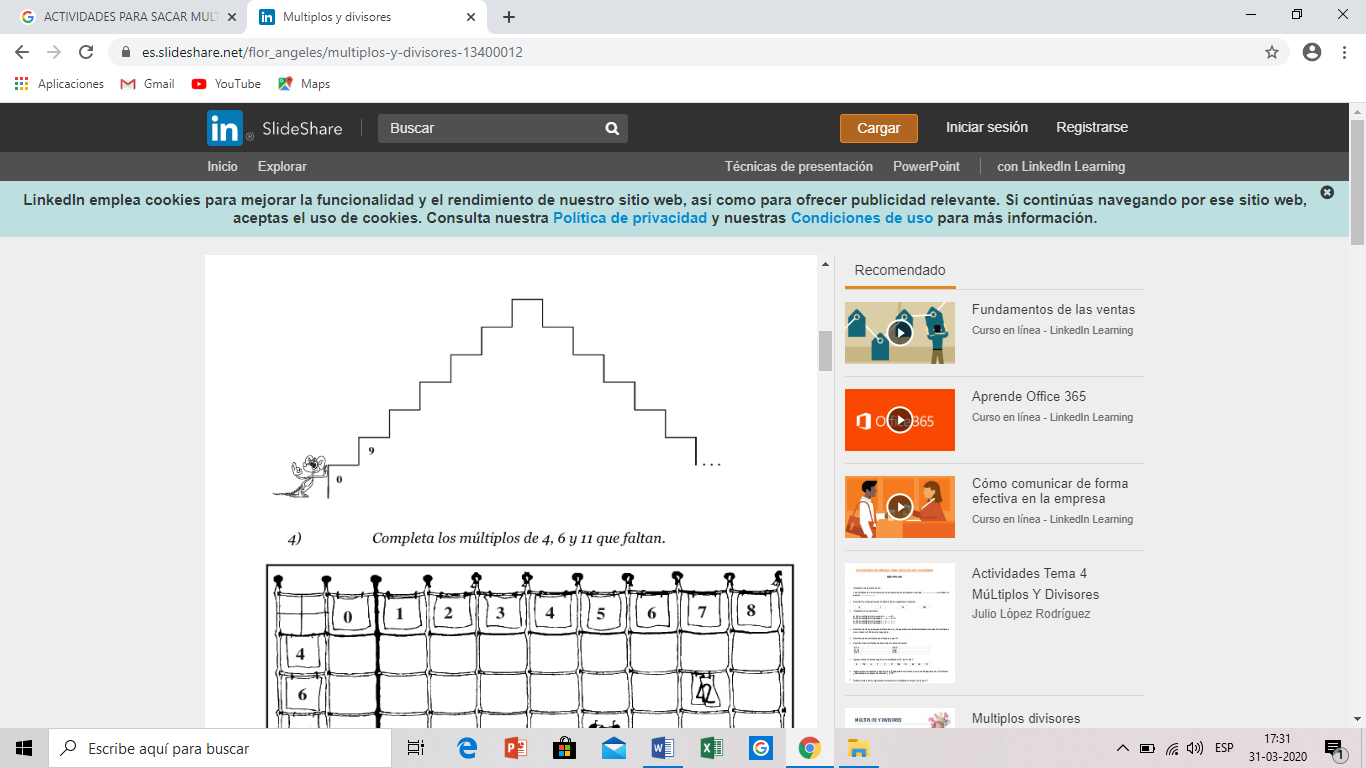 ACTIVIDADES PARA SACAR MULT
Multiplos y divisores
es.slideshare.net/flor_angeles/multiplos-y-divisores-13400012
Aplicaciones
Gmail
YouTube
Maps
in® SlideShare
Buscar
Cargar
Iniciar sesión
Registrarse
Inicio
Explorar
Técnicas de presentación
PowerPoint
con LinkedIn Learning
LinkedIn emplea cookies para mejorar la funcionalidad y el rendimiento de nuestro sitio web, así como para ofrecer publicidad relevante. Si continúas navegando por ese sitio web,
aceptas el uso de cookies. Consulta nuestra Política de privacidad y nuestras Condiciones de uso para más información.
9
0
...
4) Completa los múltiplos de 4, 6 y 11 que faltan.
0 1 2 3 4 5 6 7 8
4
6 42
Recomendado
Fundamentos de las ventas
Curso en línea - LinkedIn Learning
Office 365
Aprende Office 365
Curso en línea - LinkedIn Learning
Cómo comunicar de forma
efectiva en la empresa
Curso en línea - LinkedIn Learning
Actividades Tema 4
MúLtiplos Y Divisores
Julio López Rodríguez
MÚLTIPLOS Y DIVISORES
Multiplos divisores
Escribe aquí para buscar
ESP
17:31
31-03-2020
1